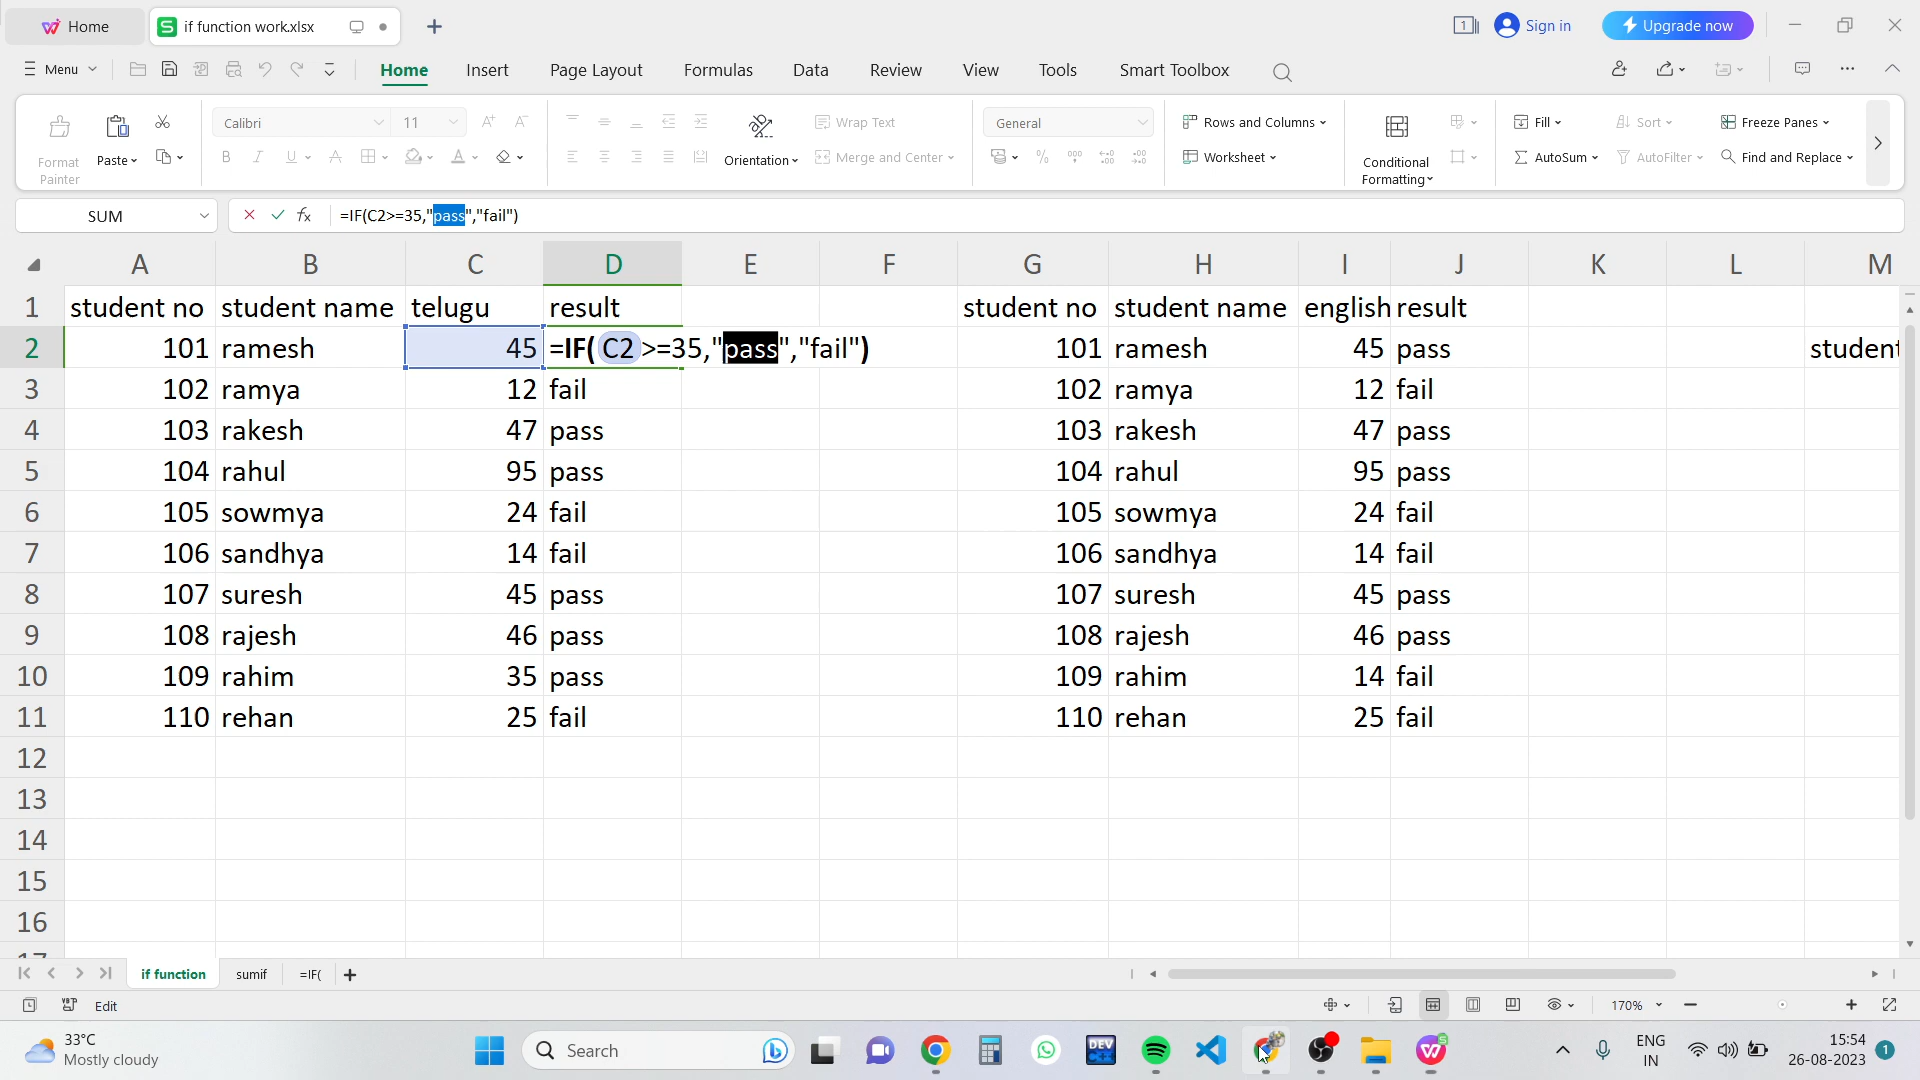 Home
if function work.xlsx
Sign in
Upgrade now
Menu
Home Insert Page Layout Formulas Data Review View Tools Smart Toolbox
Format
Painter
Paste
Calibri 11
Orientation
Wrap Text
Merge and Center
General
Rows and Columns
Worksheet
Conditional
Formatting
Fill Sort Freeze Panes
AutoSum AutoFilter Find and Replace
SUM =IF(C2>=35,"pass","fail")
A B C D E F G H I J K L M
1 student no student name telugu result student no student name english result
2 101 ramesh 45 =IF( C2 >=35,"pass","fail") 101 ramesh 45 pass student
3 102 ramya 12 fail 102 ramya 12 fail
4 103 rakesh 47 pass 103 rakesh 47 pass
5 104 rahul 95 pass 104 rahul 95 pass
6 105 sowmya 24 fail 105 sowmya 24 fail
7 106 sandhya 14 fail 106 sandhya 14 fail
8 107 suresh 45 pass 107 suresh 45 pass
9 108 rajesh 46 pass 108 rajesh 46 pass
10 109 rahim 35 pass 109 rahim 14 fail
11 110 rehan 25 fail 110 rehan 25 fail
12
13
14
15
16
17
if function sumif =IF(
Edit
170%
33°C
Mostly cloudy
Search
DEV
ENG
IN
15:54
26-08-2023
1